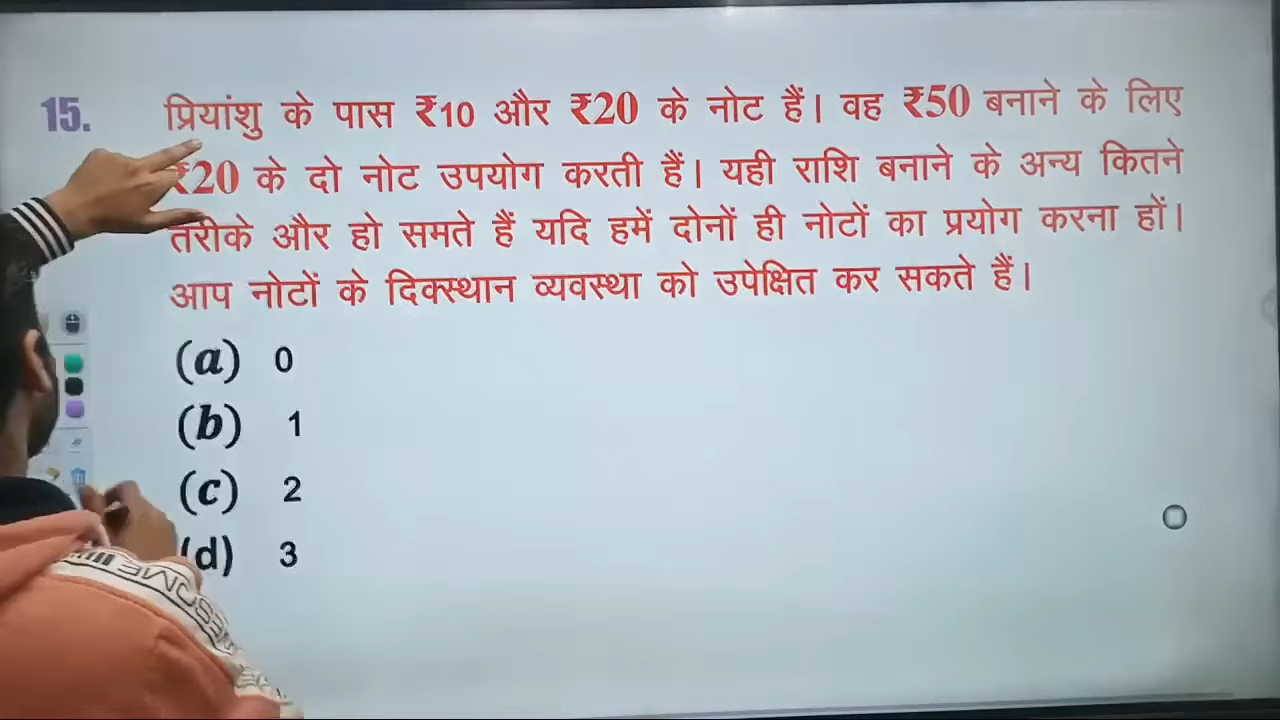 15. प्रियांशु के पास ₹10 और ₹20 के नोट हैं। वह ₹50 बनाने के लिए
₹20 के दो नोट उपयोग करती हैं। यही राशि बनाने के अन्य कितने
तरीके और हो समते हैं यदि हमें दोनों ही नोटों का प्रयोग करना हों।
आप नोटों के दिक्स्थान व्यवस्था को उपेक्षित कर सकते हैं।
(a) 0
(b) 1
(c) 2
(d) 3